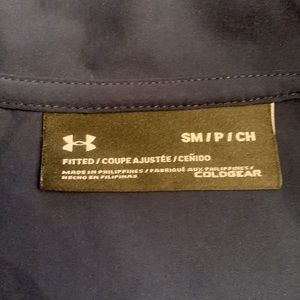 SM / P / CH
FITTED / COUPE AJUSTÉE / CEÑIDO
MADE IN PHILIPPINES / FABRIQUÉ AUX PHILIPPINES /
HECHO EN FILIPINAS
COLDGEAR